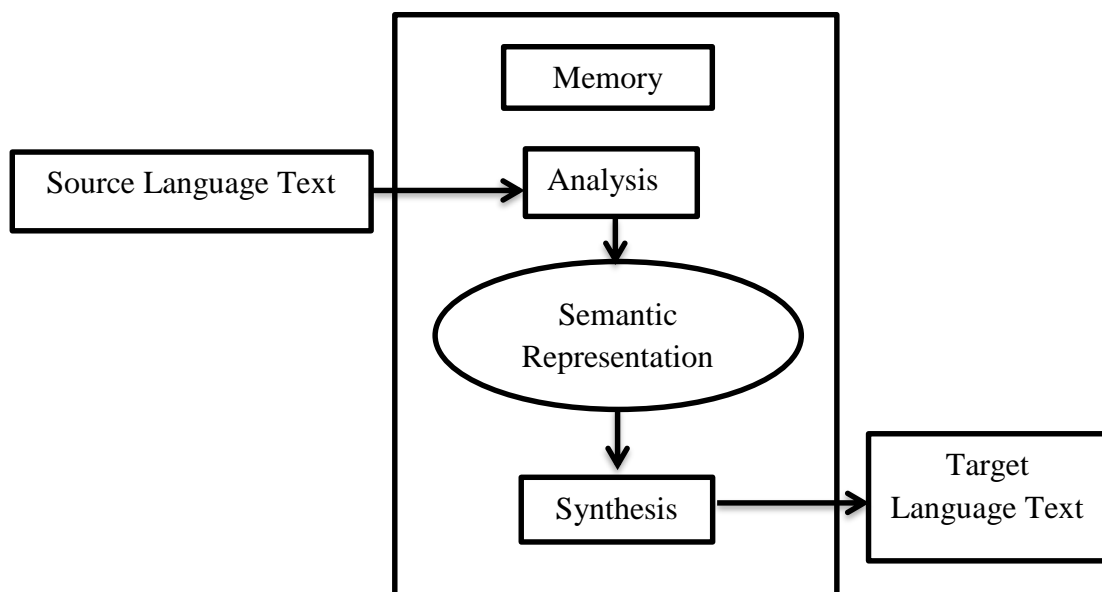 Memory
Source Language Text
Analysis
Semantic
Representation
Synthesis
Target
Language Text